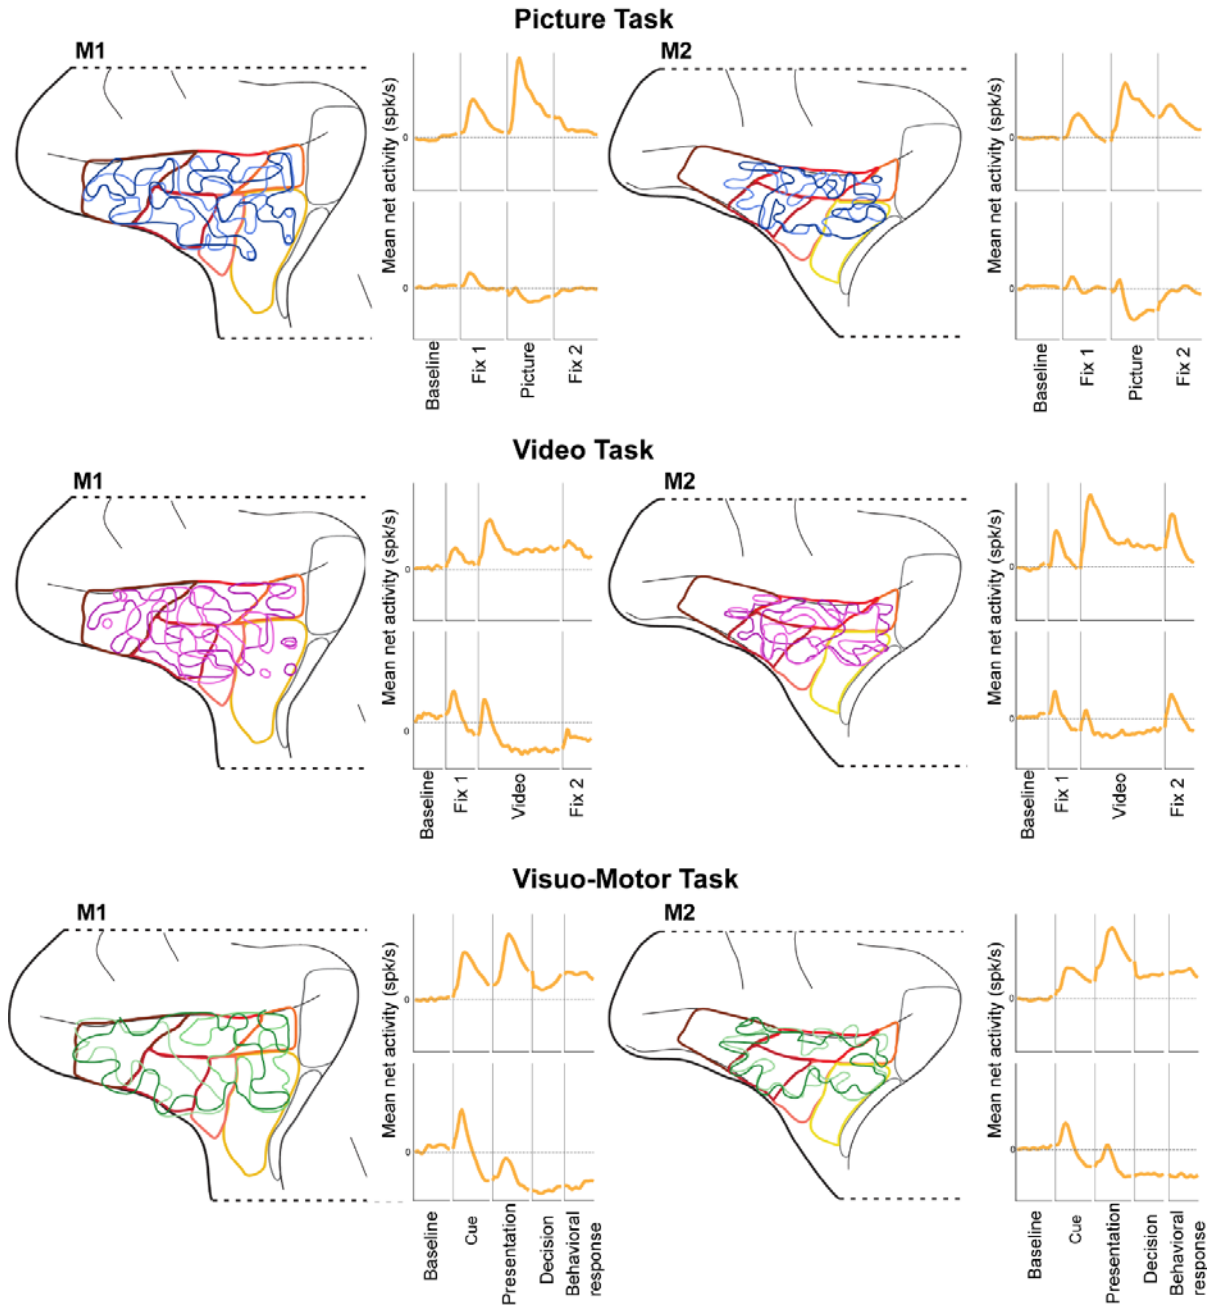 Picture Task
M1
M2
Mean net activity (spk/s)
0
0
Baseline
Fix 1
Picture
Fix 2
Mean net activity (spk/s)
0
0
Baseline
Fix 1
Picture
Fix 2
Video Task
M1
M2
Mean net activity (spk/s)
0
0
Baseline
Fix 1
Video
Fix 2
Mean net activity (spk/s)
0
0
Baseline
Fix 1
Video
Fix 2
Visuo-Motor Task
M1
M2
Mean net activity (spk/s)
0
0
Baseline
Cue
Presentation
Decision
Behavioral
response
Mean net activity (spk/s)
0
0
Baseline
Cue
Presentation
Decision
Behavioral
response